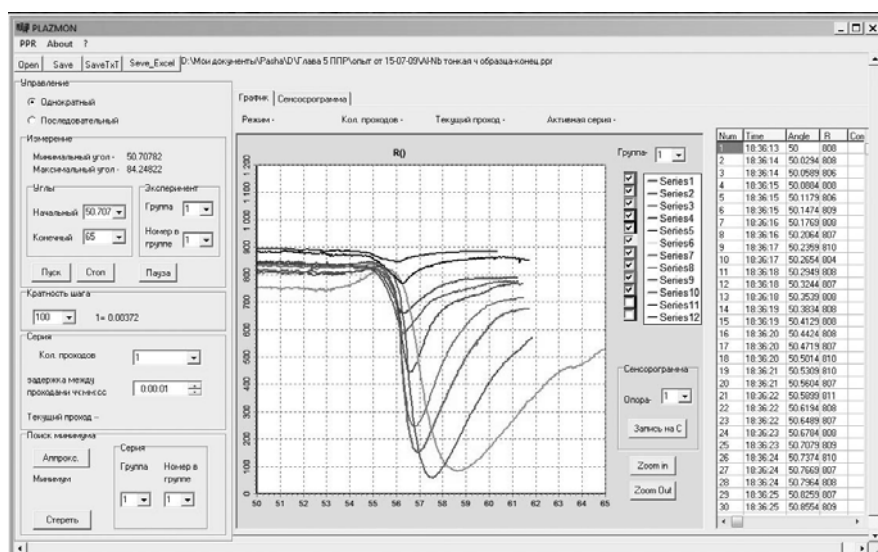 PLAZMON
PPR About ?
Open Save SaveTxT Seve_Excel D:\Мои документы\Pasha\D\Глава 5 ППР\опыт от 15-07-09\Al-Nb тонкая ч образца-конец.ppr
Управление
Однократный
Последовательный
Измерение
Минимальный угол - 50.70782
Максимальный угол - 84.24822
Углы
Начальный 50.707
Конечный 65
Эксперимент
Группа 1
Номер в группе 1
Пуск Стоп Пауза
Кратность шага
100 1= 0.00372
Серия
Кол. проходов 1
задержка между проходами чч:мм:сс 0:00:01
Текущий проход --
Поиск минимума
Аппрокс.
Минимум
Стереть
Серия
Группа Номер в группе
1 1
График Сенсосрограмма
Режим - Кол. проходов - Текущий проход - Активная серия -
R()
1 200
1 100
1 000
900
800
700
600
500
400
300
200
100
0
50 51 52 53 54 55 56 57 58 59 60 61 62 63 64 65
Группа- 1
Series1
Series2
Series3
Series4
Series5
Series6
Series7
Series8
Series9
Series10
Series11
Series12
Сенсорограмма
Опора- 1
Запись на С
Zoom in
Zoom Out
Num Time Angle R
1 18:36:13 50 808
2 18:36:14 50.0294 808
3 18:36:14 50.0589 806
4 18:36:15 50.0884 808
5 18:36:15 50.1179 806
6 18:36:15 50.1474 809
7 18:36:16 50.1769 808
8 18:36:16 50.2064 807
9 18:36:17 50.2359 810
10 18:36:17 50.2654 804
11 18:36:18 50.2949 808
12 18:36:18 50.3244 807
13 18:36:18 50.3539 808
14 18:36:19 50.3834 808
15 18:36:19 50.4129 808
16 18:36:20 50.4424 808
17 18:36:20 50.4719 807
18 18:36:20 50.5014 810
19 18:36:21 50.5309 810
20 18:36:21 50.5604 807
21 18:36:22 50.5899 811
22 18:36:22 50.6194 808
23 18:36:22 50.6489 807
24 18:36:23 50.6784 808
25 18:36:23 50.7079 809
26 18:36:24 50.7374 810
27 18:36:24 50.7669 807
28 18:36:24 50.7964 808
29 18:36:25 50.8259 807
30 18:36:25 50.8554 809